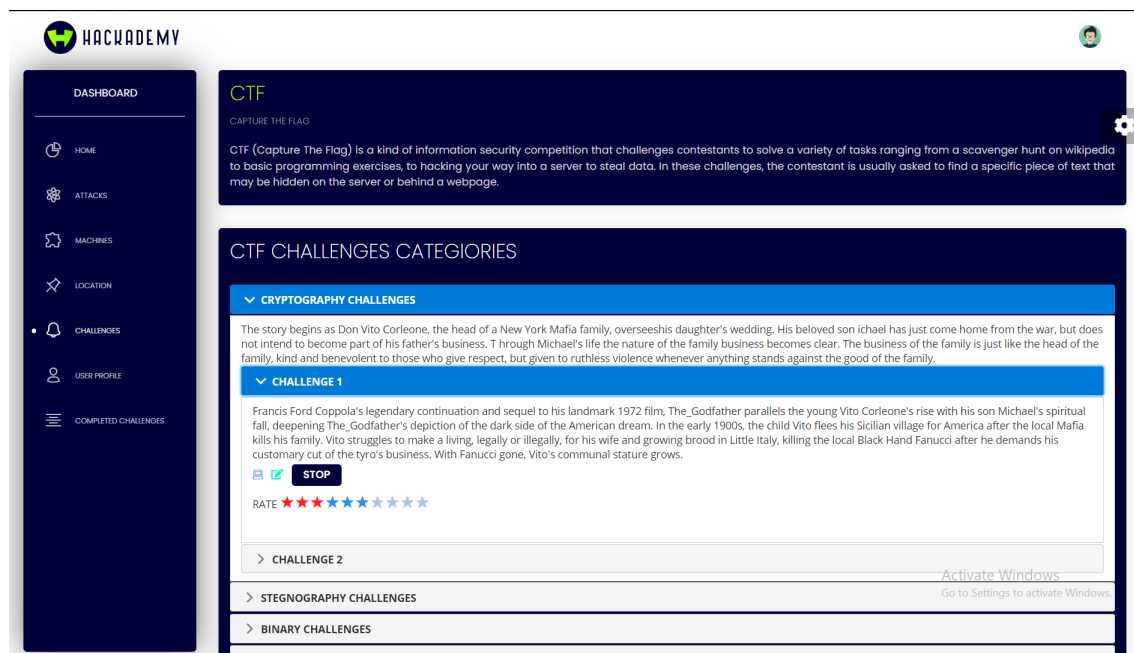 HACKADEMY
DASHBOARD
HOME
ATTACKS
MACHINES
LOCATION
CHALLENGES
USER PROFILE
COMPLETED CHALLENGES
CTF
CAPTURE THE FLAG
CTF (Capture The Flag) is a kind of information security competition that challenges contestants to solve a variety of tasks ranging from a scavenger hunt on wikipedia
to basic programming exercises, to hacking your way into a server to steal data. In these challenges, the contestant is usually asked to find a specific piece of text that
may be hidden on the server or behind a webpage.
CTF CHALLENGES CATEGIORIES
CRYPTOGRAPHY CHALLENGES
The story begins as Don Vito Corleone, the head of a New York Mafia family, overseeshis daughter's wedding. His beloved son ichael has just come home from the war, but does
not intend to become part of his father's business. T hrough Michael's life the nature of the family business becomes clear. The business of the family is just like the head of the
family, kind and benevolent to those who give respect, but given to ruthless violence whenever anything stands against the good of the family.
CHALLENGE 1
Francis Ford Coppola's legendary continuation and sequel to his landmark 1972 film, The_Godfather parallels the young Vito Corleone's rise with his son Michael's spiritual
fall, deepening The_Godfather's depiction of the dark side of the American dream. In the early 1900s, the child Vito flees his Sicilian village for America after the local Mafia
kills his family. Vito struggles to make a living, legally or illegally, for his wife and growing brood in Little Italy, killing the local Black Hand Fanucci after he demands his
customary cut of the tyro's business. With Fanucci gone, Vito's communal stature grows.
STOP
RATE
CHALLENGE 2
STEGNOGRAPHY CHALLENGES
BINARY CHALLENGES
Activate Windows
Go to Settings to activate Windows.